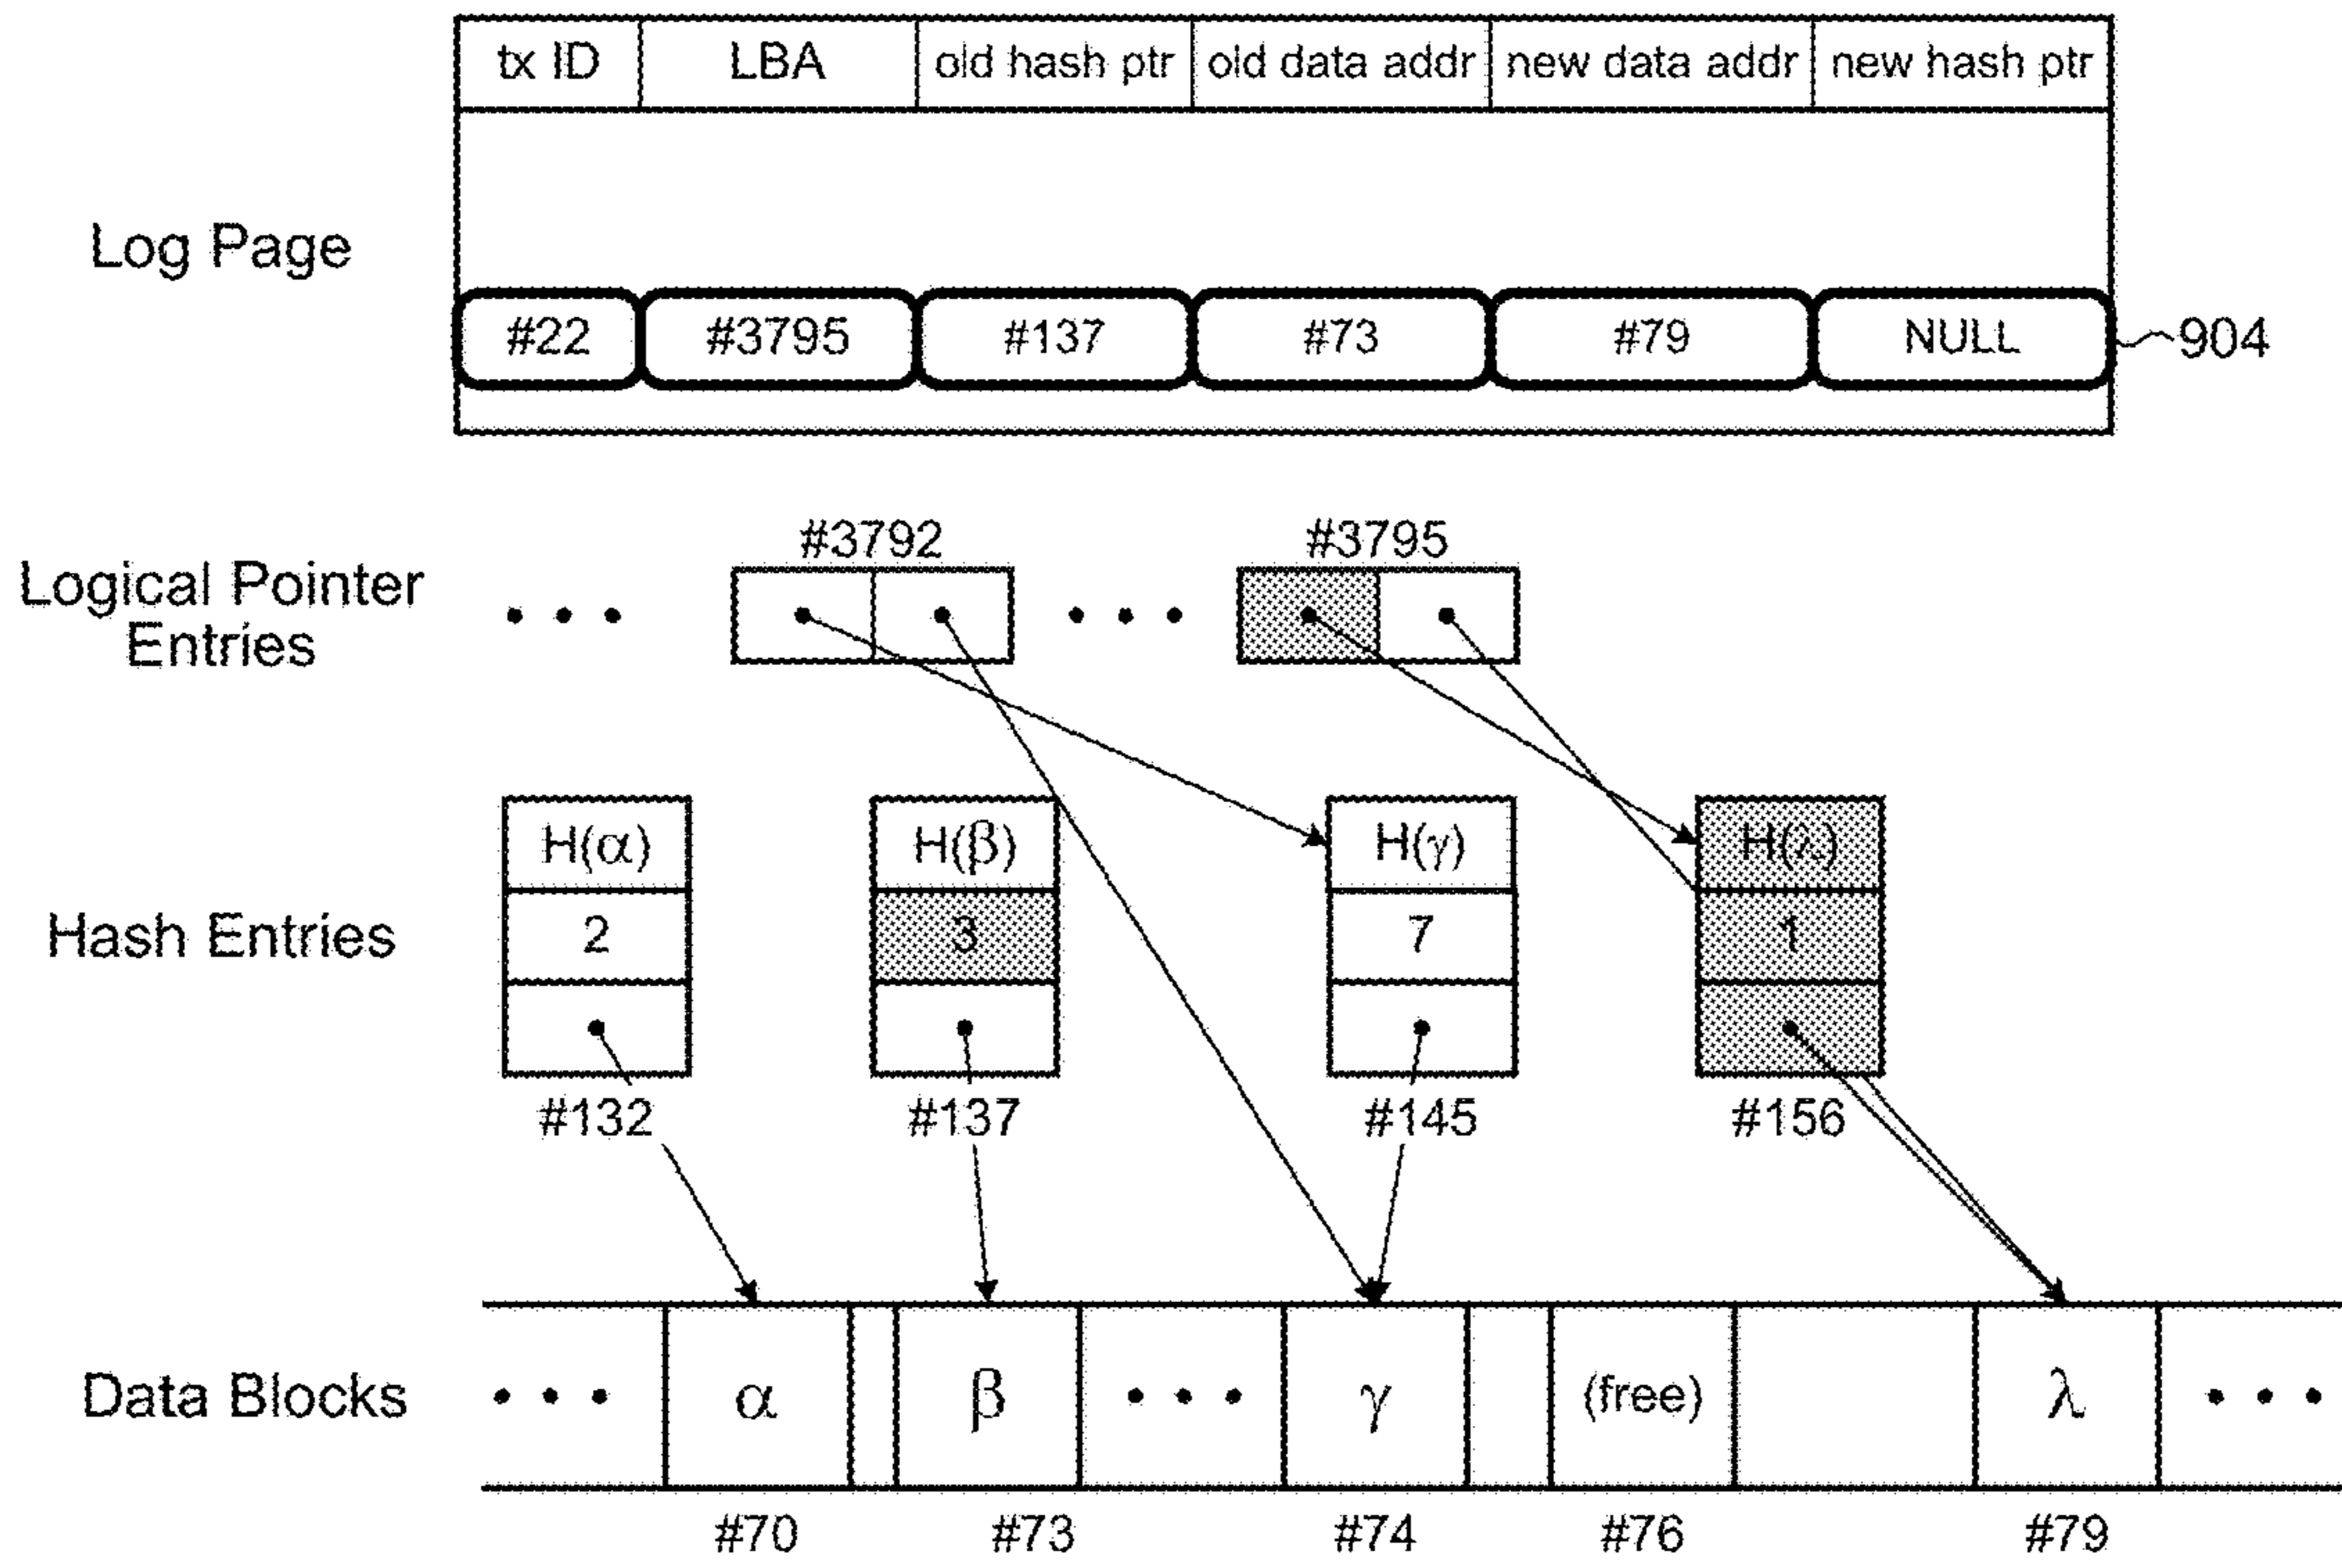 tx ID LBA old hash ptr old data addr new data addr new hash ptr
Log Page
#22 #3795 #137 #73 #79 NULL 904
#3792 #3795
Logical Pointer
Entries
H(α) H(β) H(γ) H(λ)
Hash Entries 2 3 7 1
#132 #137 #145 #156
Data Blocks α β γ (free) λ
#70 #73 #74 #76 #79